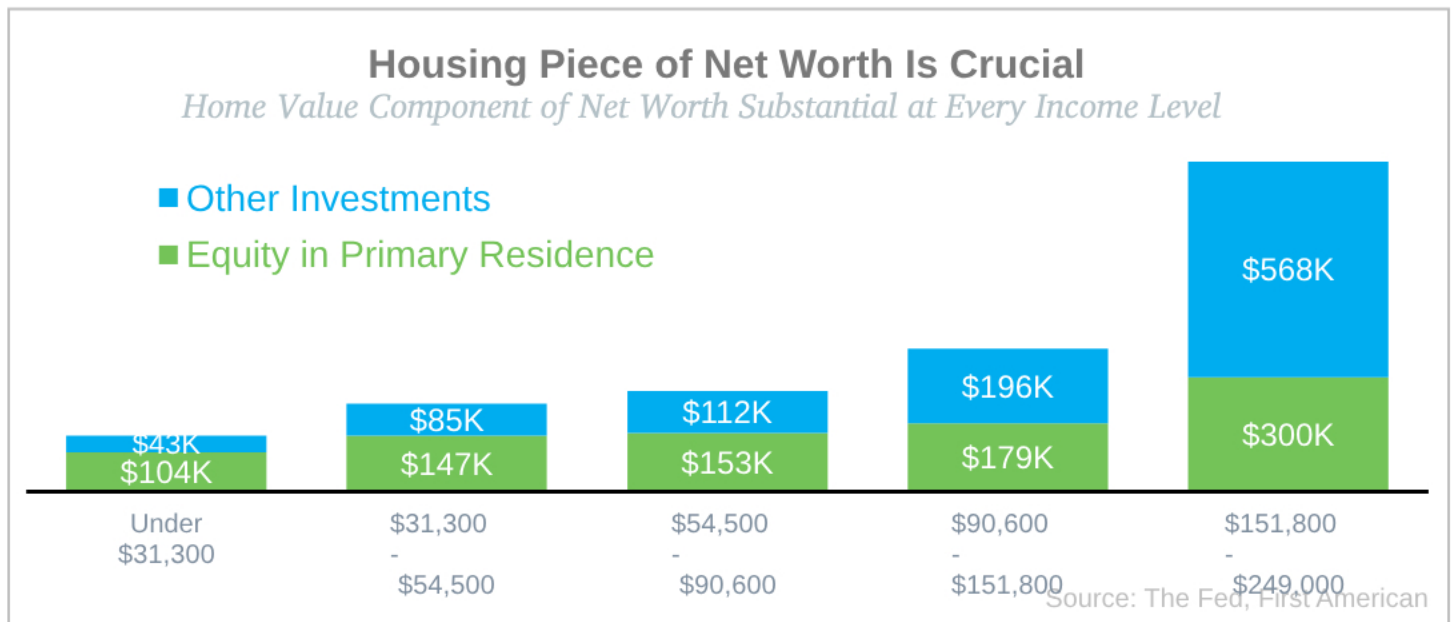 Housing Piece of Net Worth Is Crucial
Home Value Component of Net Worth Substantial at Every Income Level
Other Investments
Equity in Primary Residence
$43K
$104K
$85K
$147K
$112K
$153K
$196K
$179K
$568K
$300K
Under
$31,300
$31,300
-
$54,500
$54,500
-
$90,600
$90,600
-
$151,800
$151,800
-
$249,000
Source: The Fed, First American